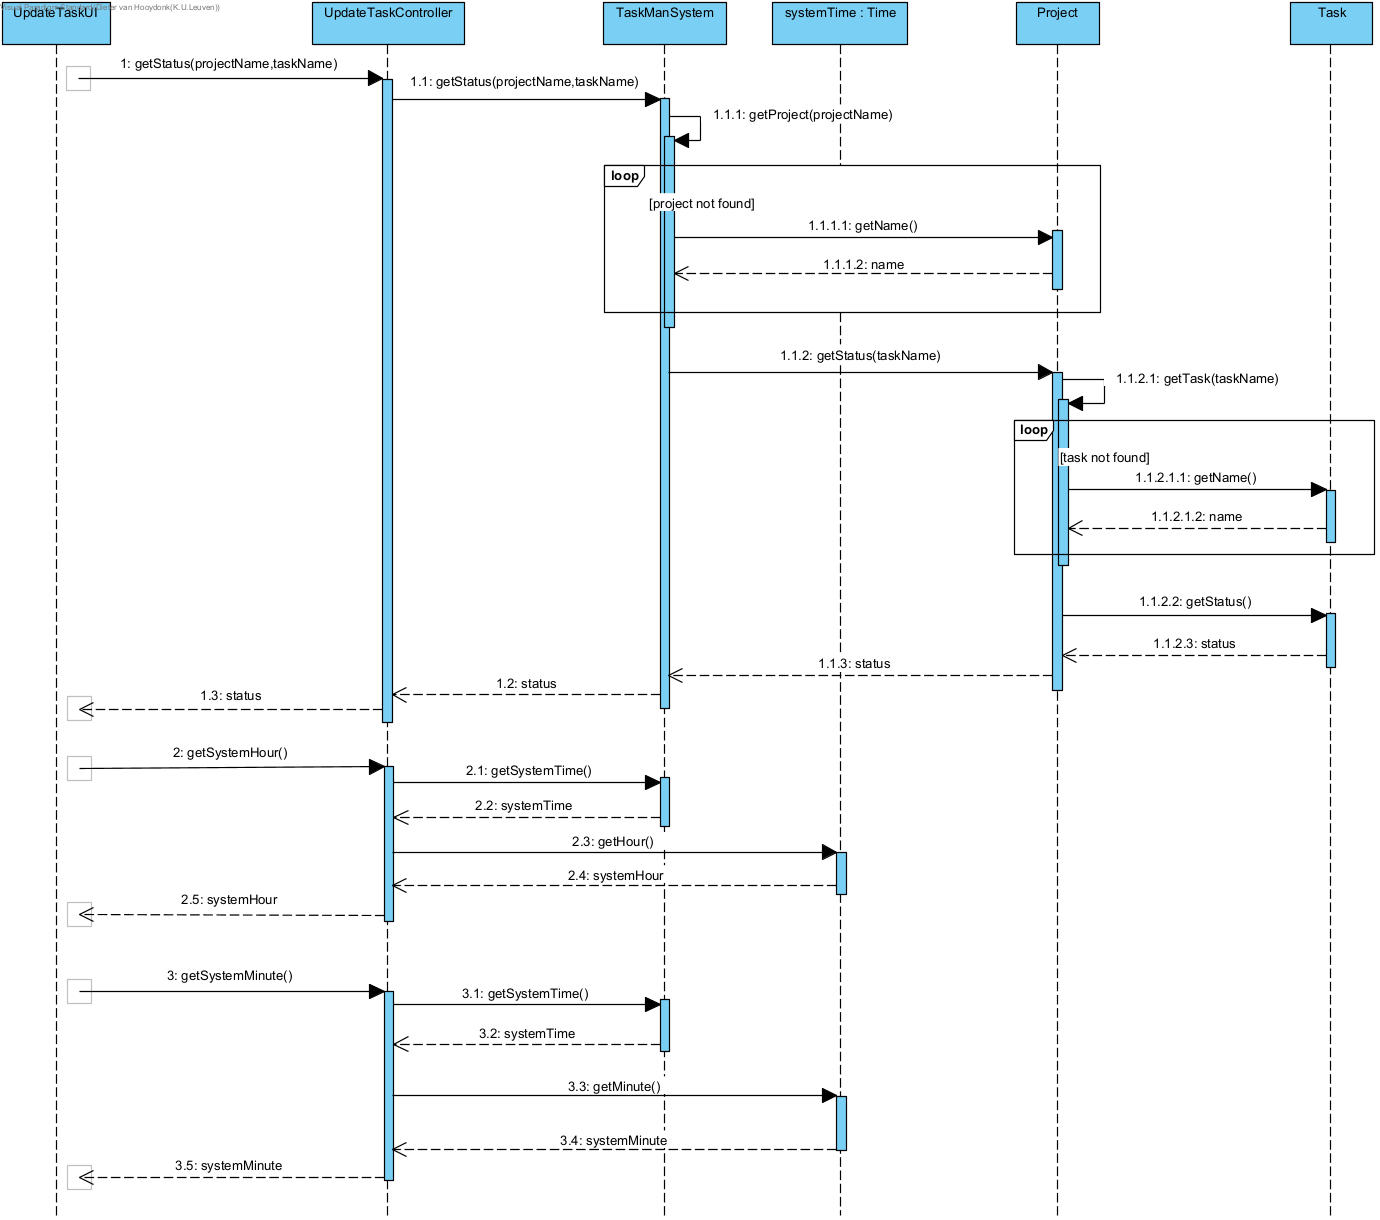 UpdateTaskUI
UpdateTaskController
TaskManSystem
systemTime : Time
Project
Task
1: getStatus(projectName,taskName)
1.1: getStatus(projectName,taskName)
1.1.1: getProject(projectName)
loop
[project not found]
1.1.1.1: getName()
1.1.1.2: name
1.1.2: getStatus(taskName)
1.1.2.1: getTask(taskName)
loop
[task not found]
1.1.2.1.1: getName()
1.1.2.1.2: name
1.1.2.2: getStatus()
1.1.2.3: status
1.1.3: status
1.2: status
1.3: status
2: getSystemHour()
2.1: getSystemTime()
2.2: systemTime
2.3: getHour()
2.4: systemHour
2.5: systemHour
3: getSystemMinute()
3.1: getSystemTime()
3.2: systemTime
3.3: getMinute()
3.4: systemMinute
3.5: systemMinute